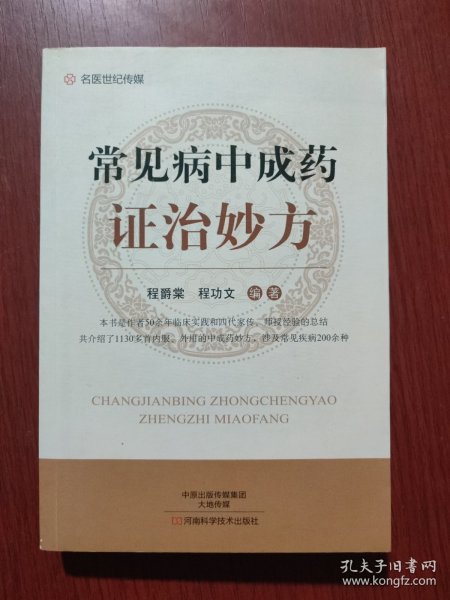 名医世纪传媒
常见病中成药
证治妙方
程爵棠 程功文 编著
本书是作者50余年临床实践和四代家传、师授经验的总结
共介绍了1130多首内服、外用的中成药妙方，涉及常见疾病200余种
CHANGJIANBING ZHONGCHENGYAO
ZHENGZHI MIAOFANG
中原出版传媒集团
大地传媒
河南科学技术出版社
孔夫子旧书网
www.kongfz.com